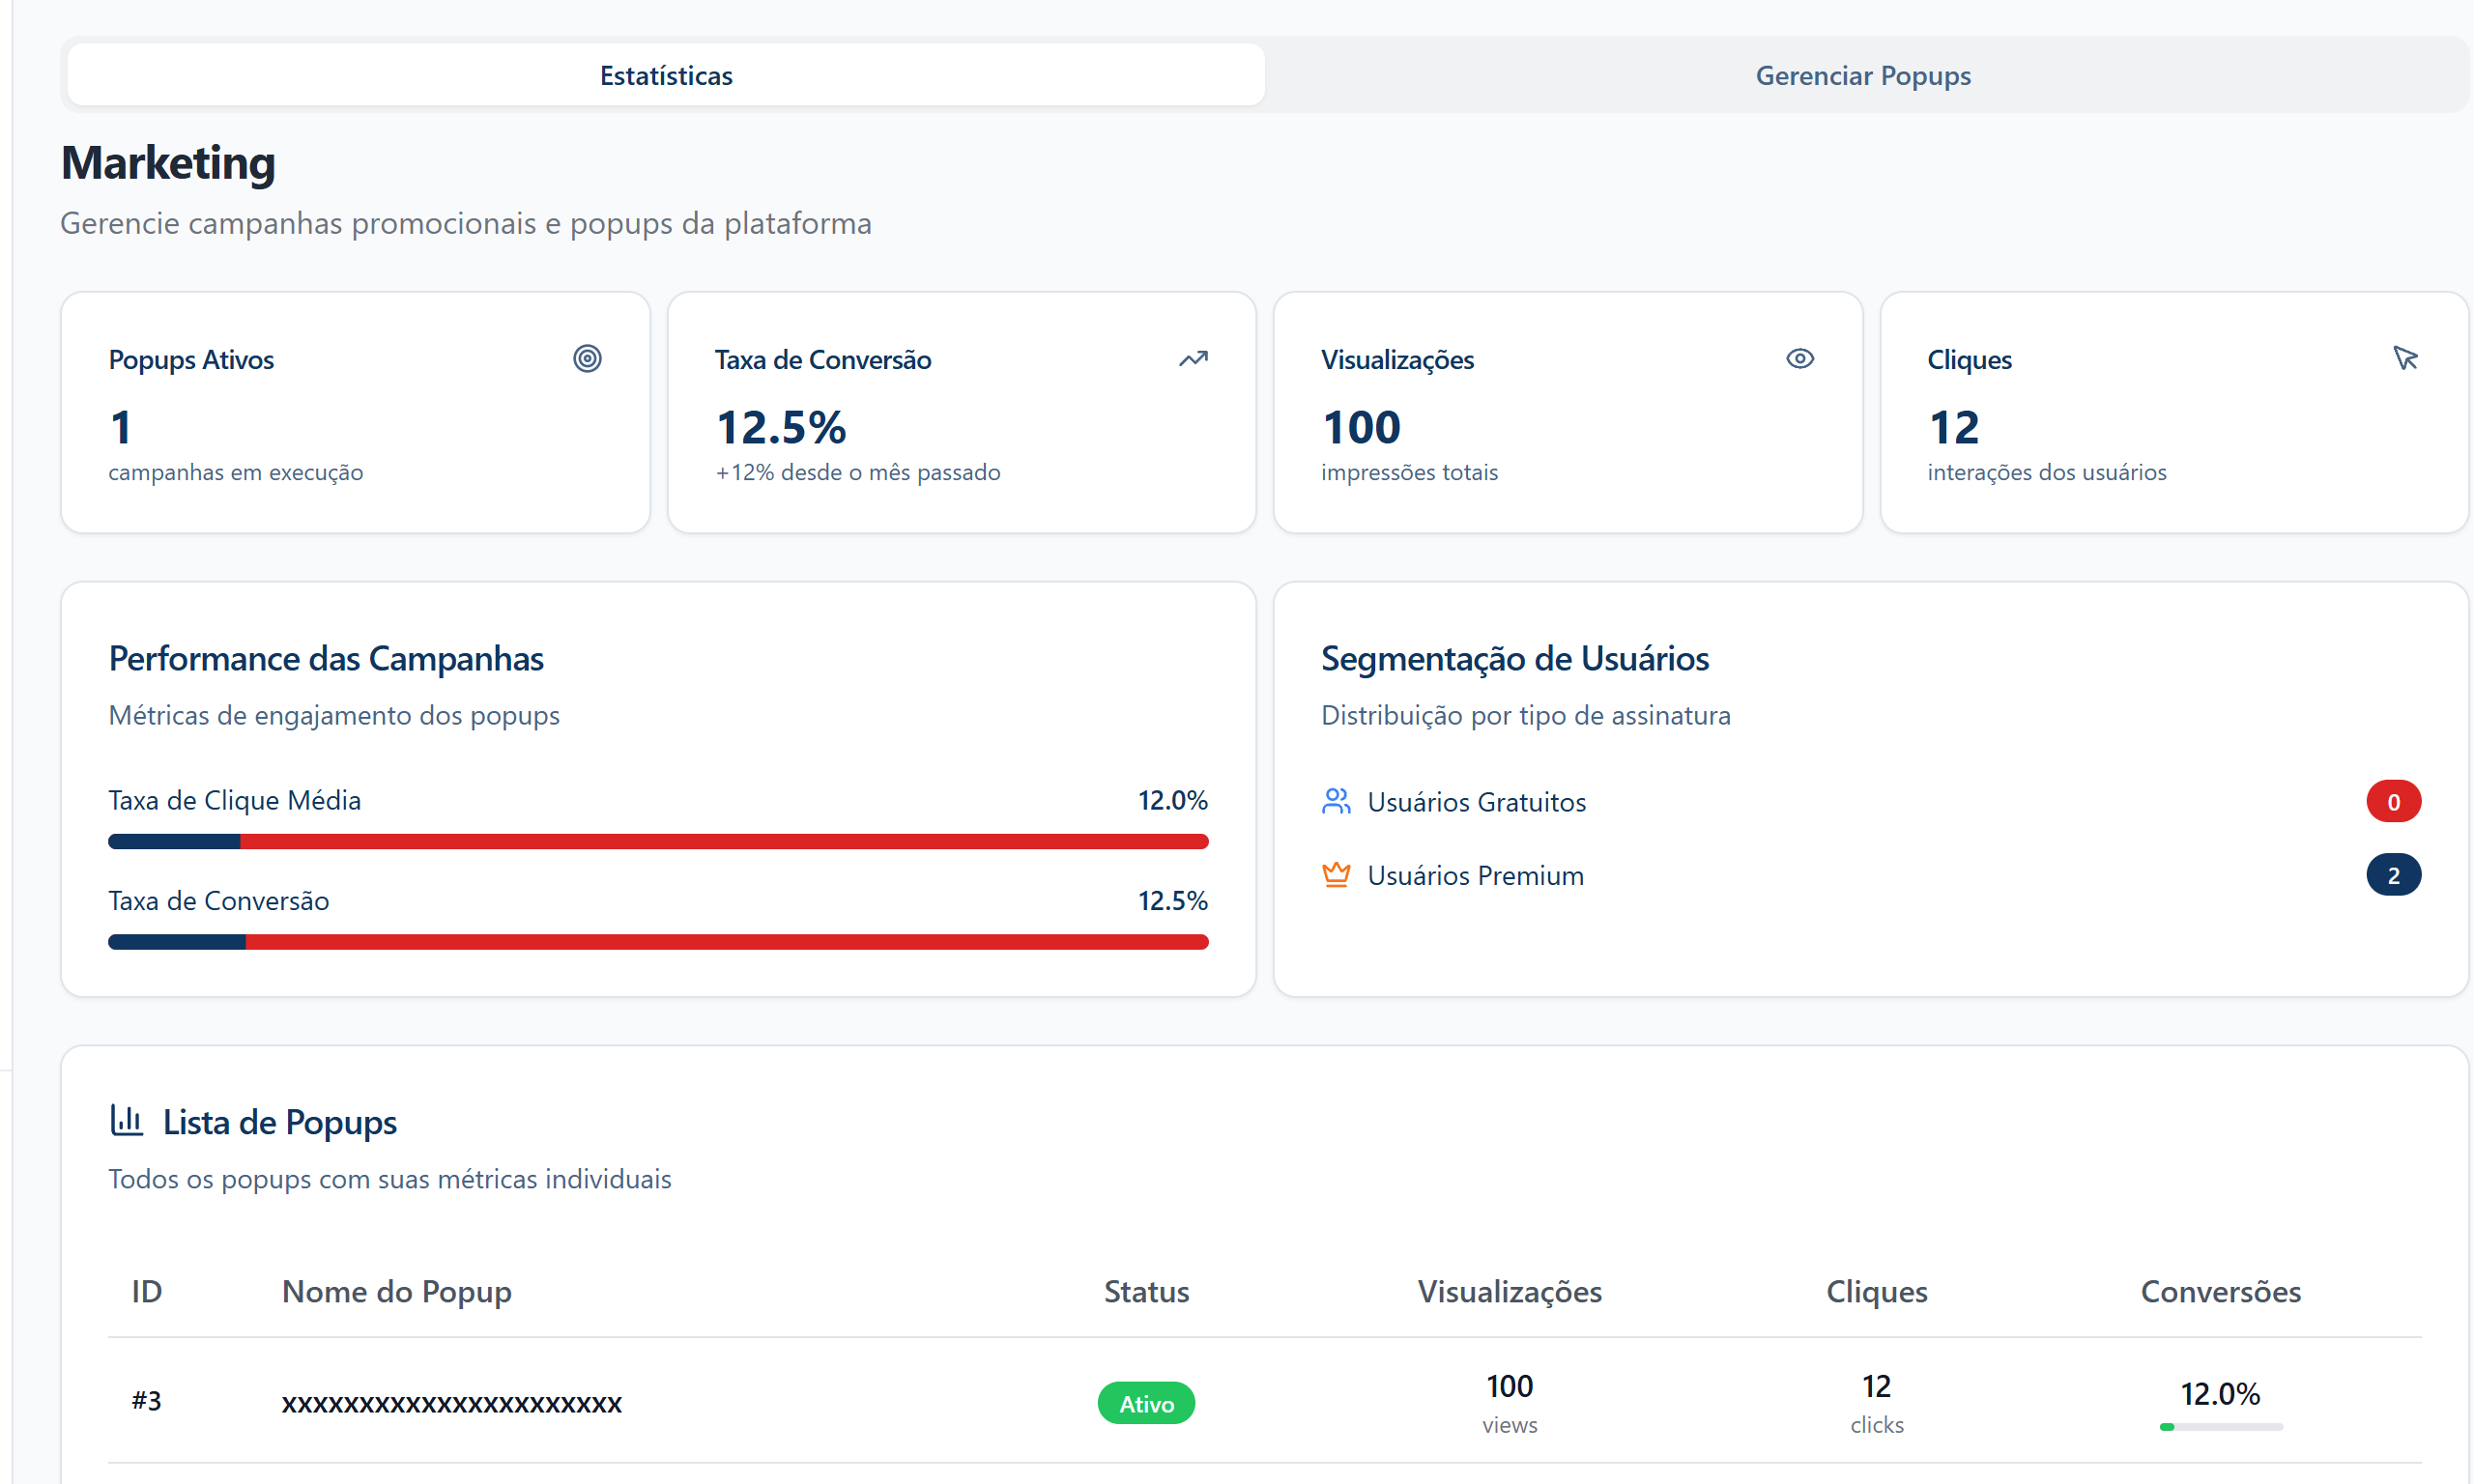 Estatísticas
Gerenciar Popups
Marketing
Gerencie campanhas promocionais e popups da plataforma
Popups Ativos
1
campanhas em execução
Taxa de Conversão
12.5%
+12% desde o mês passado
Visualizações
100
impressões totais
Cliques
12
interações dos usuários
Performance das Campanhas
Métricas de engajamento dos popups
Taxa de Clique Média 12.0%
Taxa de Conversão 12.5%
Segmentação de Usuários
Distribuição por tipo de assinatura
Usuários Gratuitos 0
Usuários Premium 2
Lista de Popups
Todos os popups com suas métricas individuais
ID Nome do Popup Status Visualizações Cliques Conversões
#3 xxxxxxxxxxxxxxxxxxxxxx Ativo 100 12 12.0%
views clicks